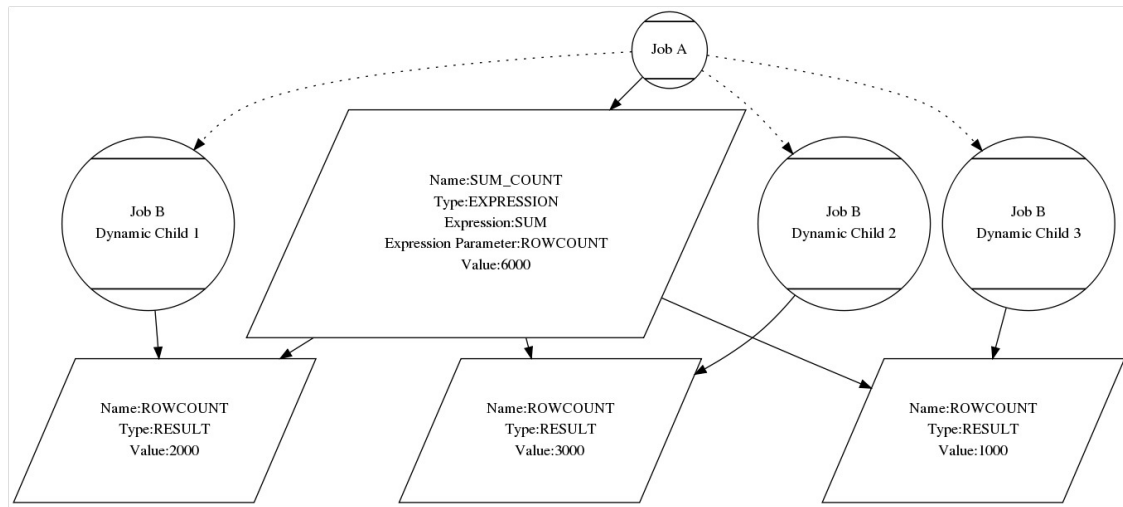 Job A
Name:SUM_COUNT
Type:EXPRESSION
Expression:SUM
Expression Parameter:ROWCOUNT
Value:6000
Job B
Dynamic Child 1
Job B
Dynamic Child 2
Job B
Dynamic Child 3
Name:ROWCOUNT
Type:RESULT
Value:2000
Name:ROWCOUNT
Type:RESULT
Value:3000
Name:ROWCOUNT
Type:RESULT
Value:1000